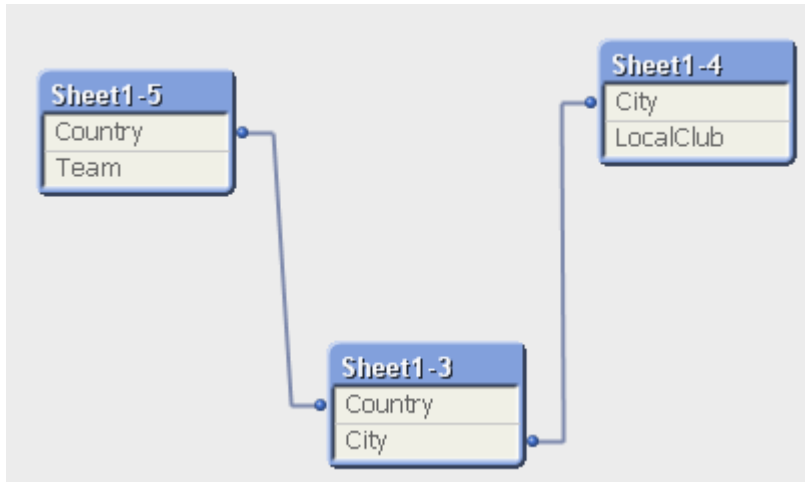 Sheet1-5
Country
Team
Sheet1-4
City
LocalClub
Sheet1-3
Country
City